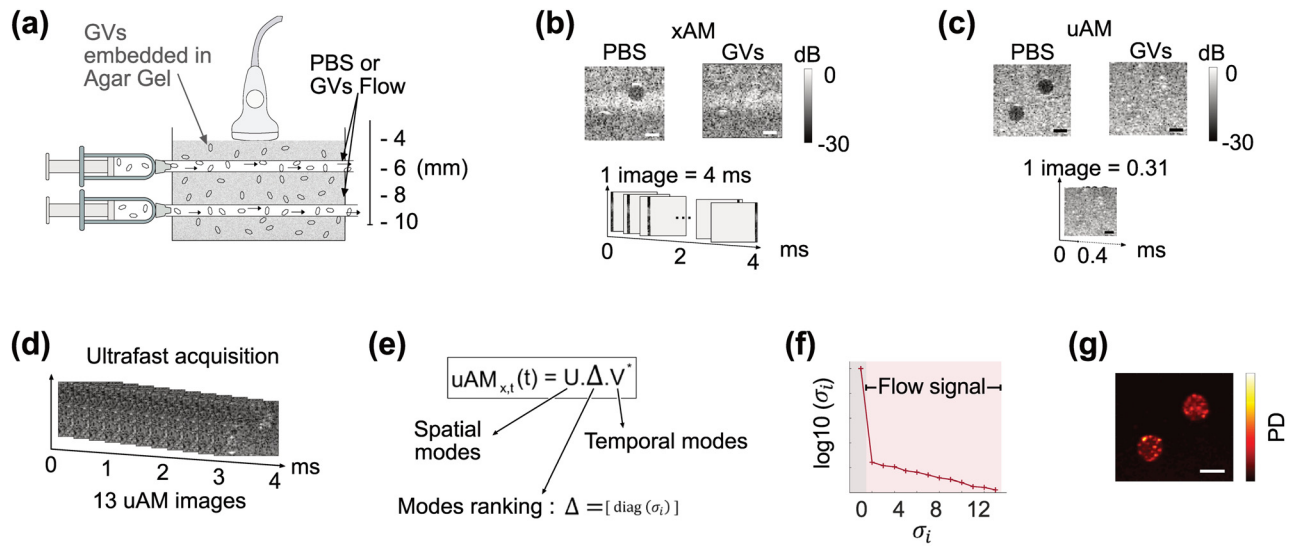 (a)
GVs
embedded in
Agar Gel
PBS or
GVs Flow
- 4
- 6 (mm)
- 8
- 10
(b)
xAM
PBS
GVs
dB
0
-30
1 image = 4 ms
0
2
4
ms
(c)
uAM
PBS
GVs
dB
0
-30
1 image = 0.31
0
0.4
ms
(d)
Ultrafast acquisition
0
1
2
3
4
ms
13 uAM images
(e)
uAMx,t(t) = U.Δ.V*
Spatial
modes
Temporal modes
Modes ranking : Δ =[ diag (σi) ]
(f)
Flow signal
log10 (σi)
0
4
8
12
σi
(g)
PD